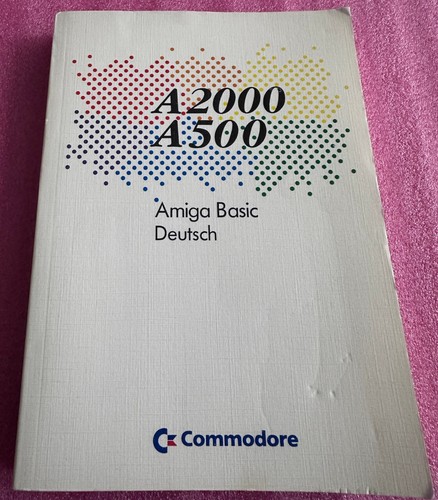 A2000
A500
Amiga Basic
Deutsch
Commodore